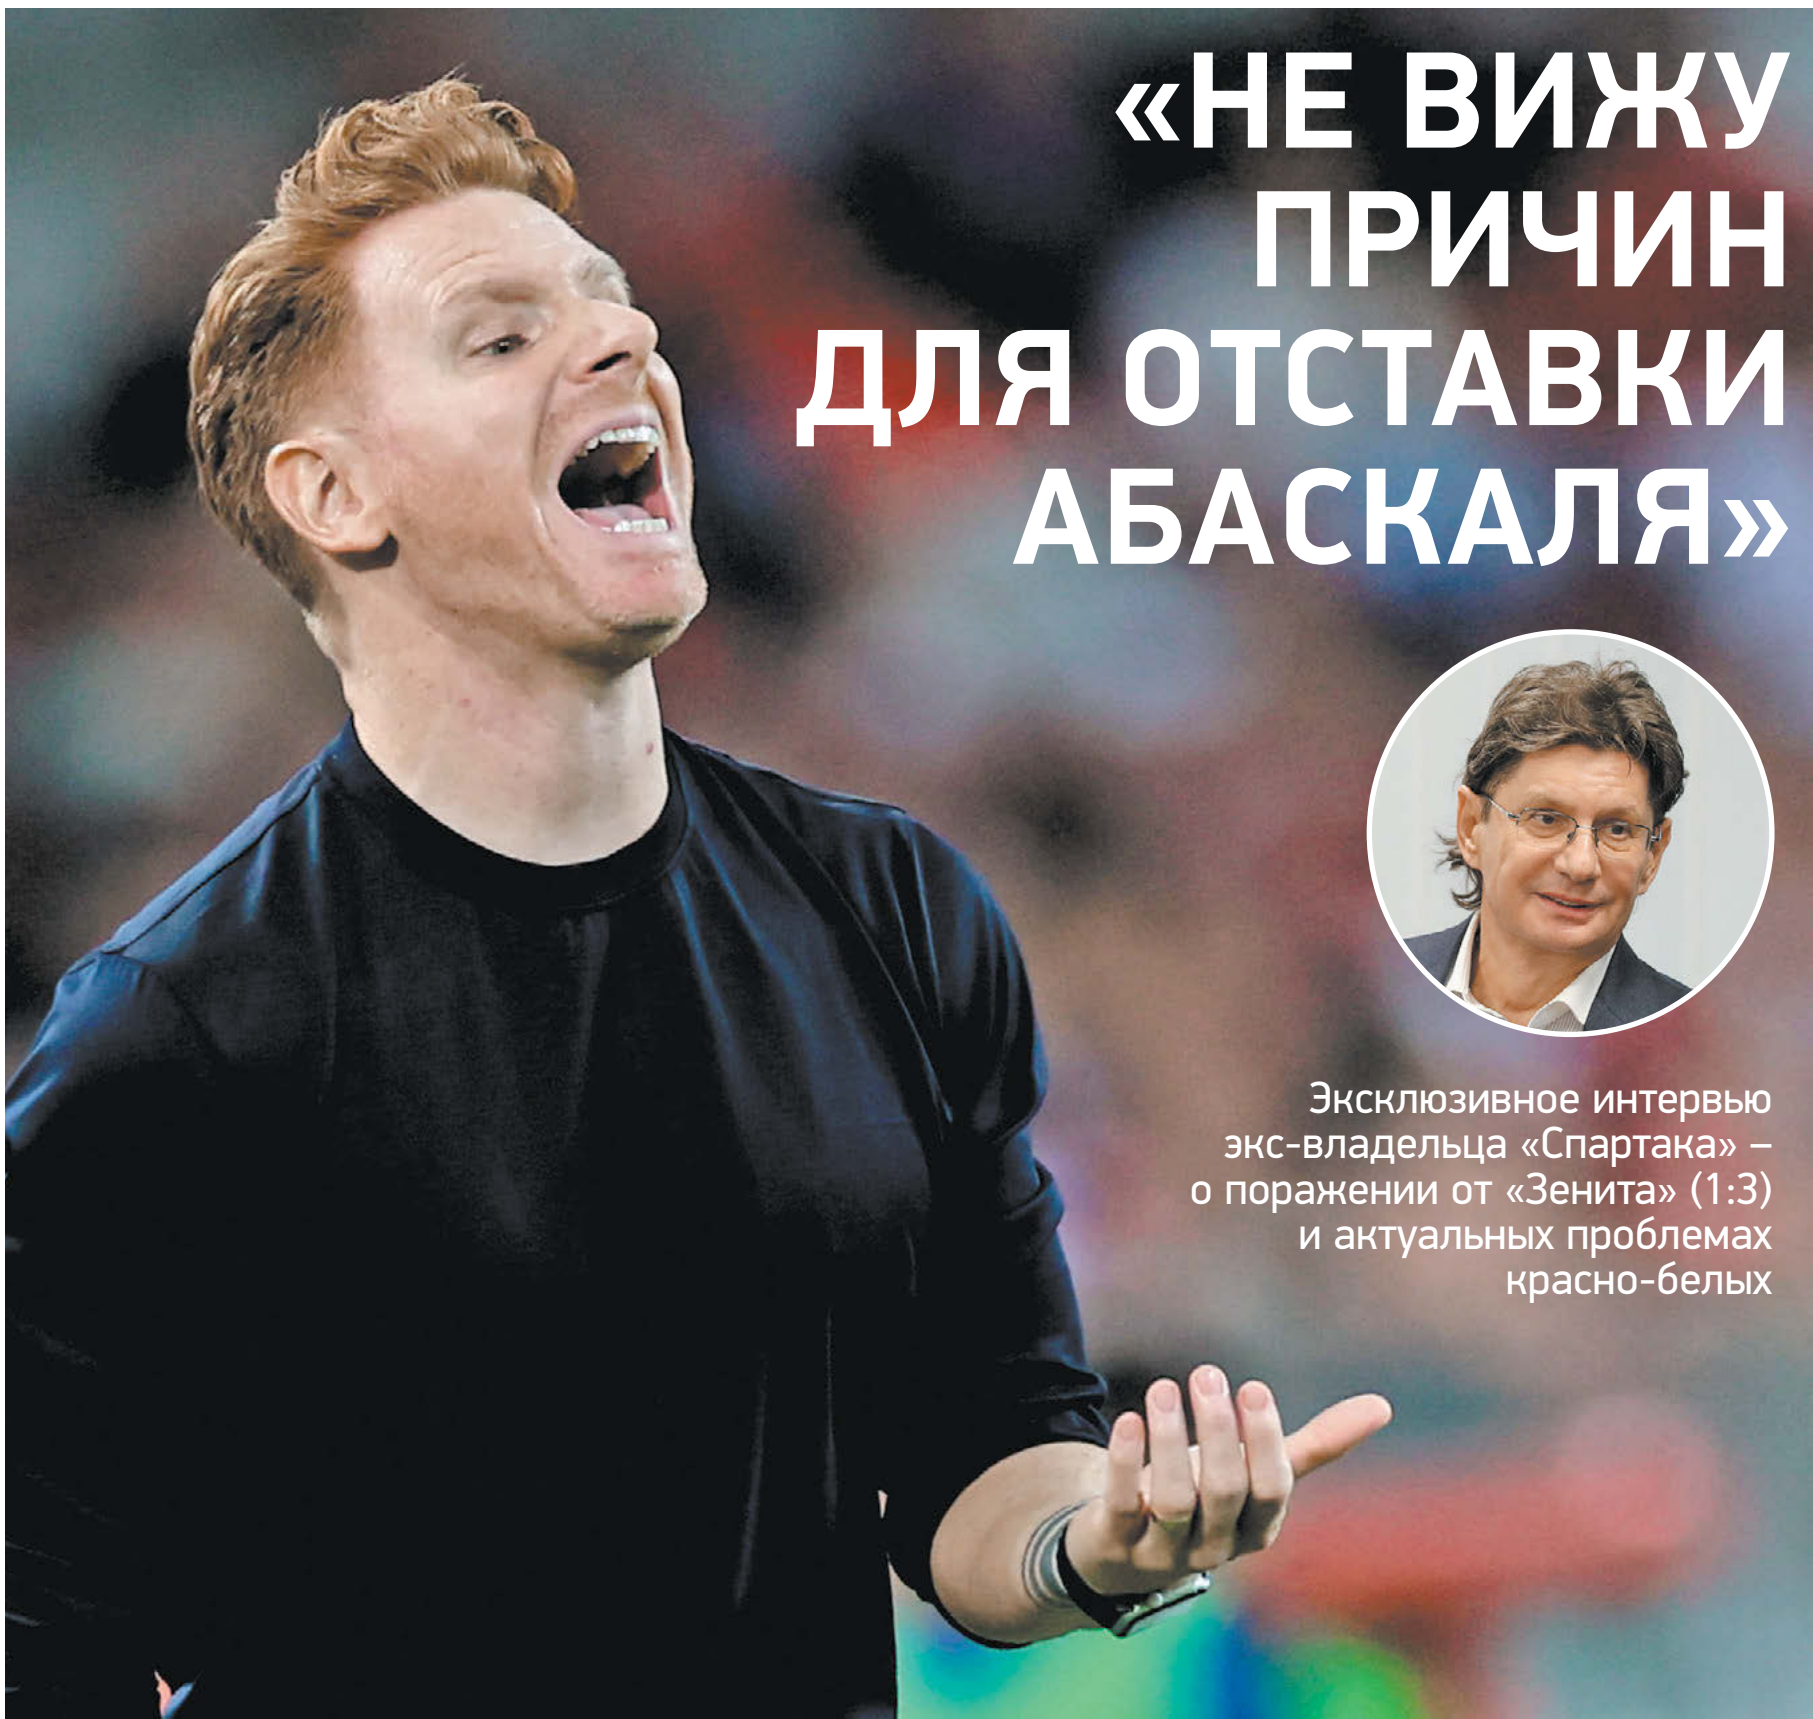 «НЕ ВИЖУ
ПРИЧИН
ДЛЯ ОТСТАВКИ
АБАСКАЛЯ»
Эксклюзивное интервью
экс-владельца «Спартака» –
о поражении от «Зенита» (1:3)
и актуальных проблемах
красно-белых